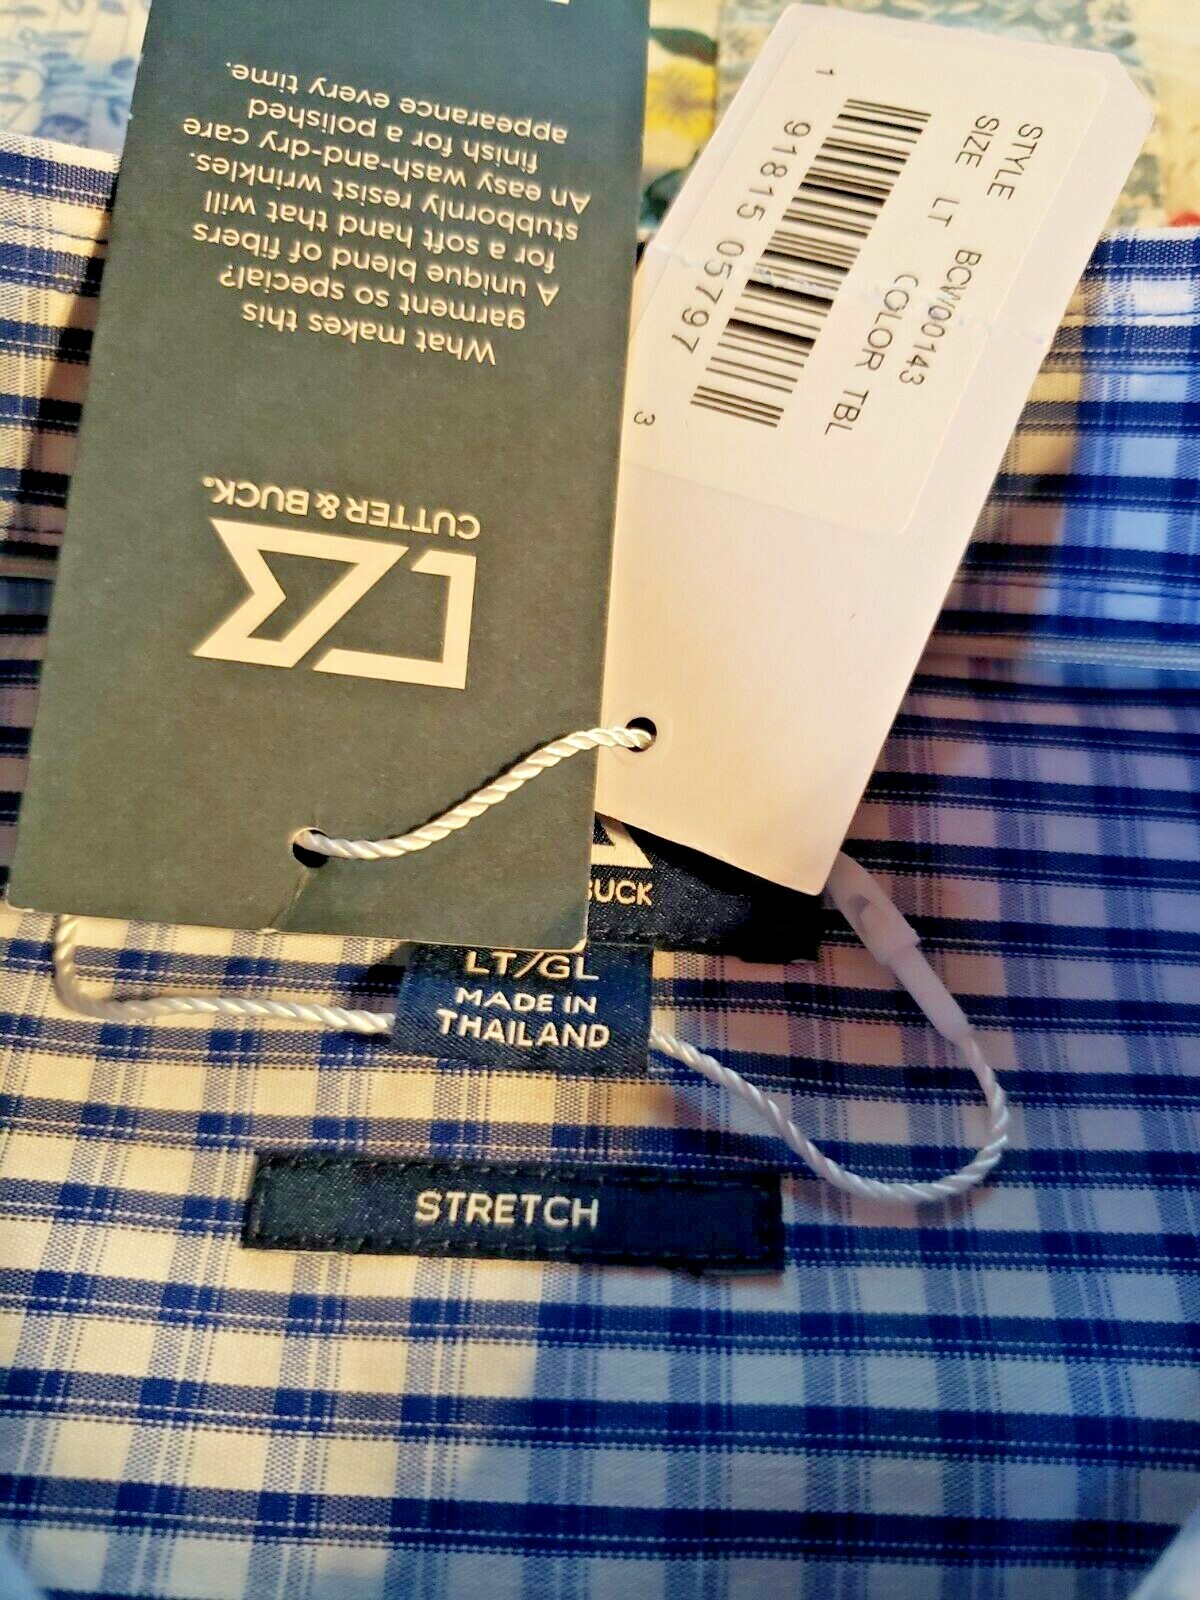 CUTTER & BUCK®
What makes this
garment so special?
A unique blend of fibers
for a soft hand that will
stubbornly resist wrinkles.
An easy wash-and-dry care
finish for a polished
appearance every time.
STYLE BCW00143
SIZE LT COLOR TBL
1 91815 05797 3
BUCK
LT/GL
MADE IN
THAILAND
STRETCH